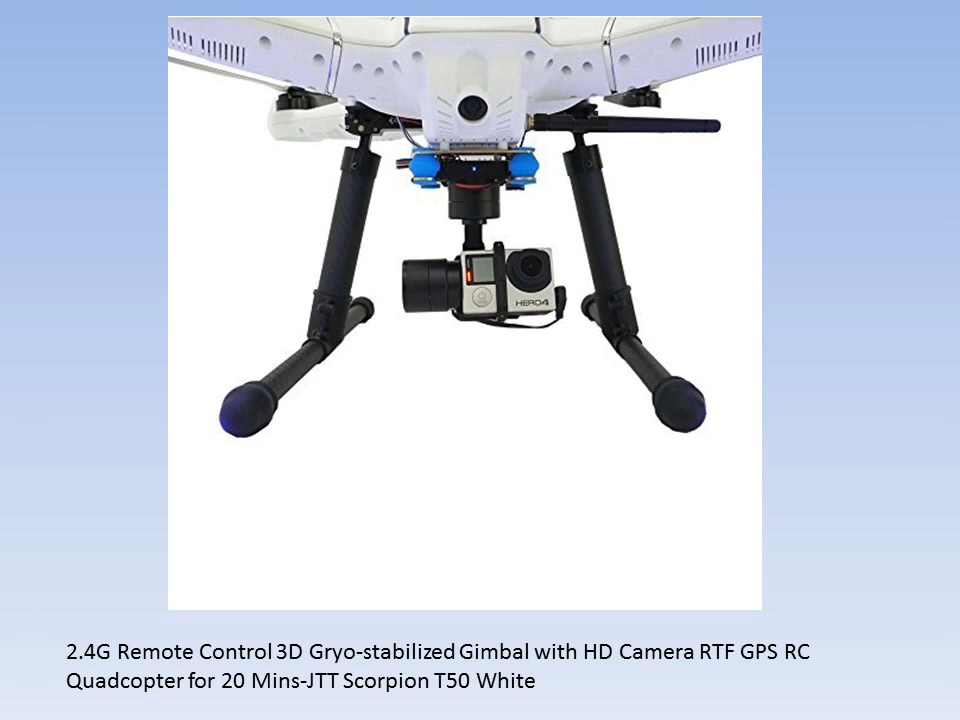 HERO4
2.4G Remote Control 3D Gryo-stabilized Gimbal with HD Camera RTF GPS RC
Quadcopter for 20 Mins-JTT Scorpion T50 White